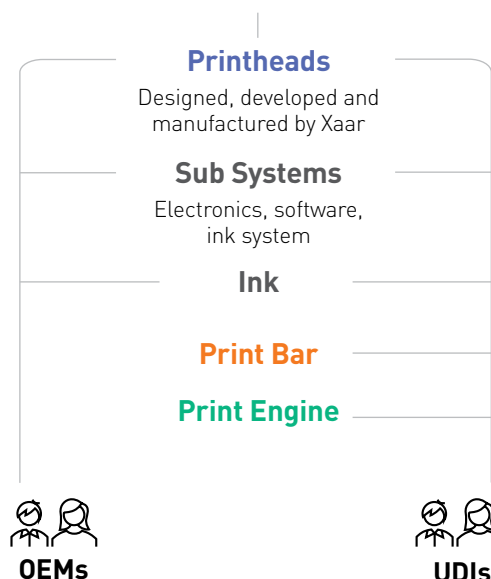 Printheads
Designed, developed and
manufactured by Xaar
Sub Systems
Electronics, software,
ink system
Ink
Print Bar
Print Engine
OEMs
UDIs